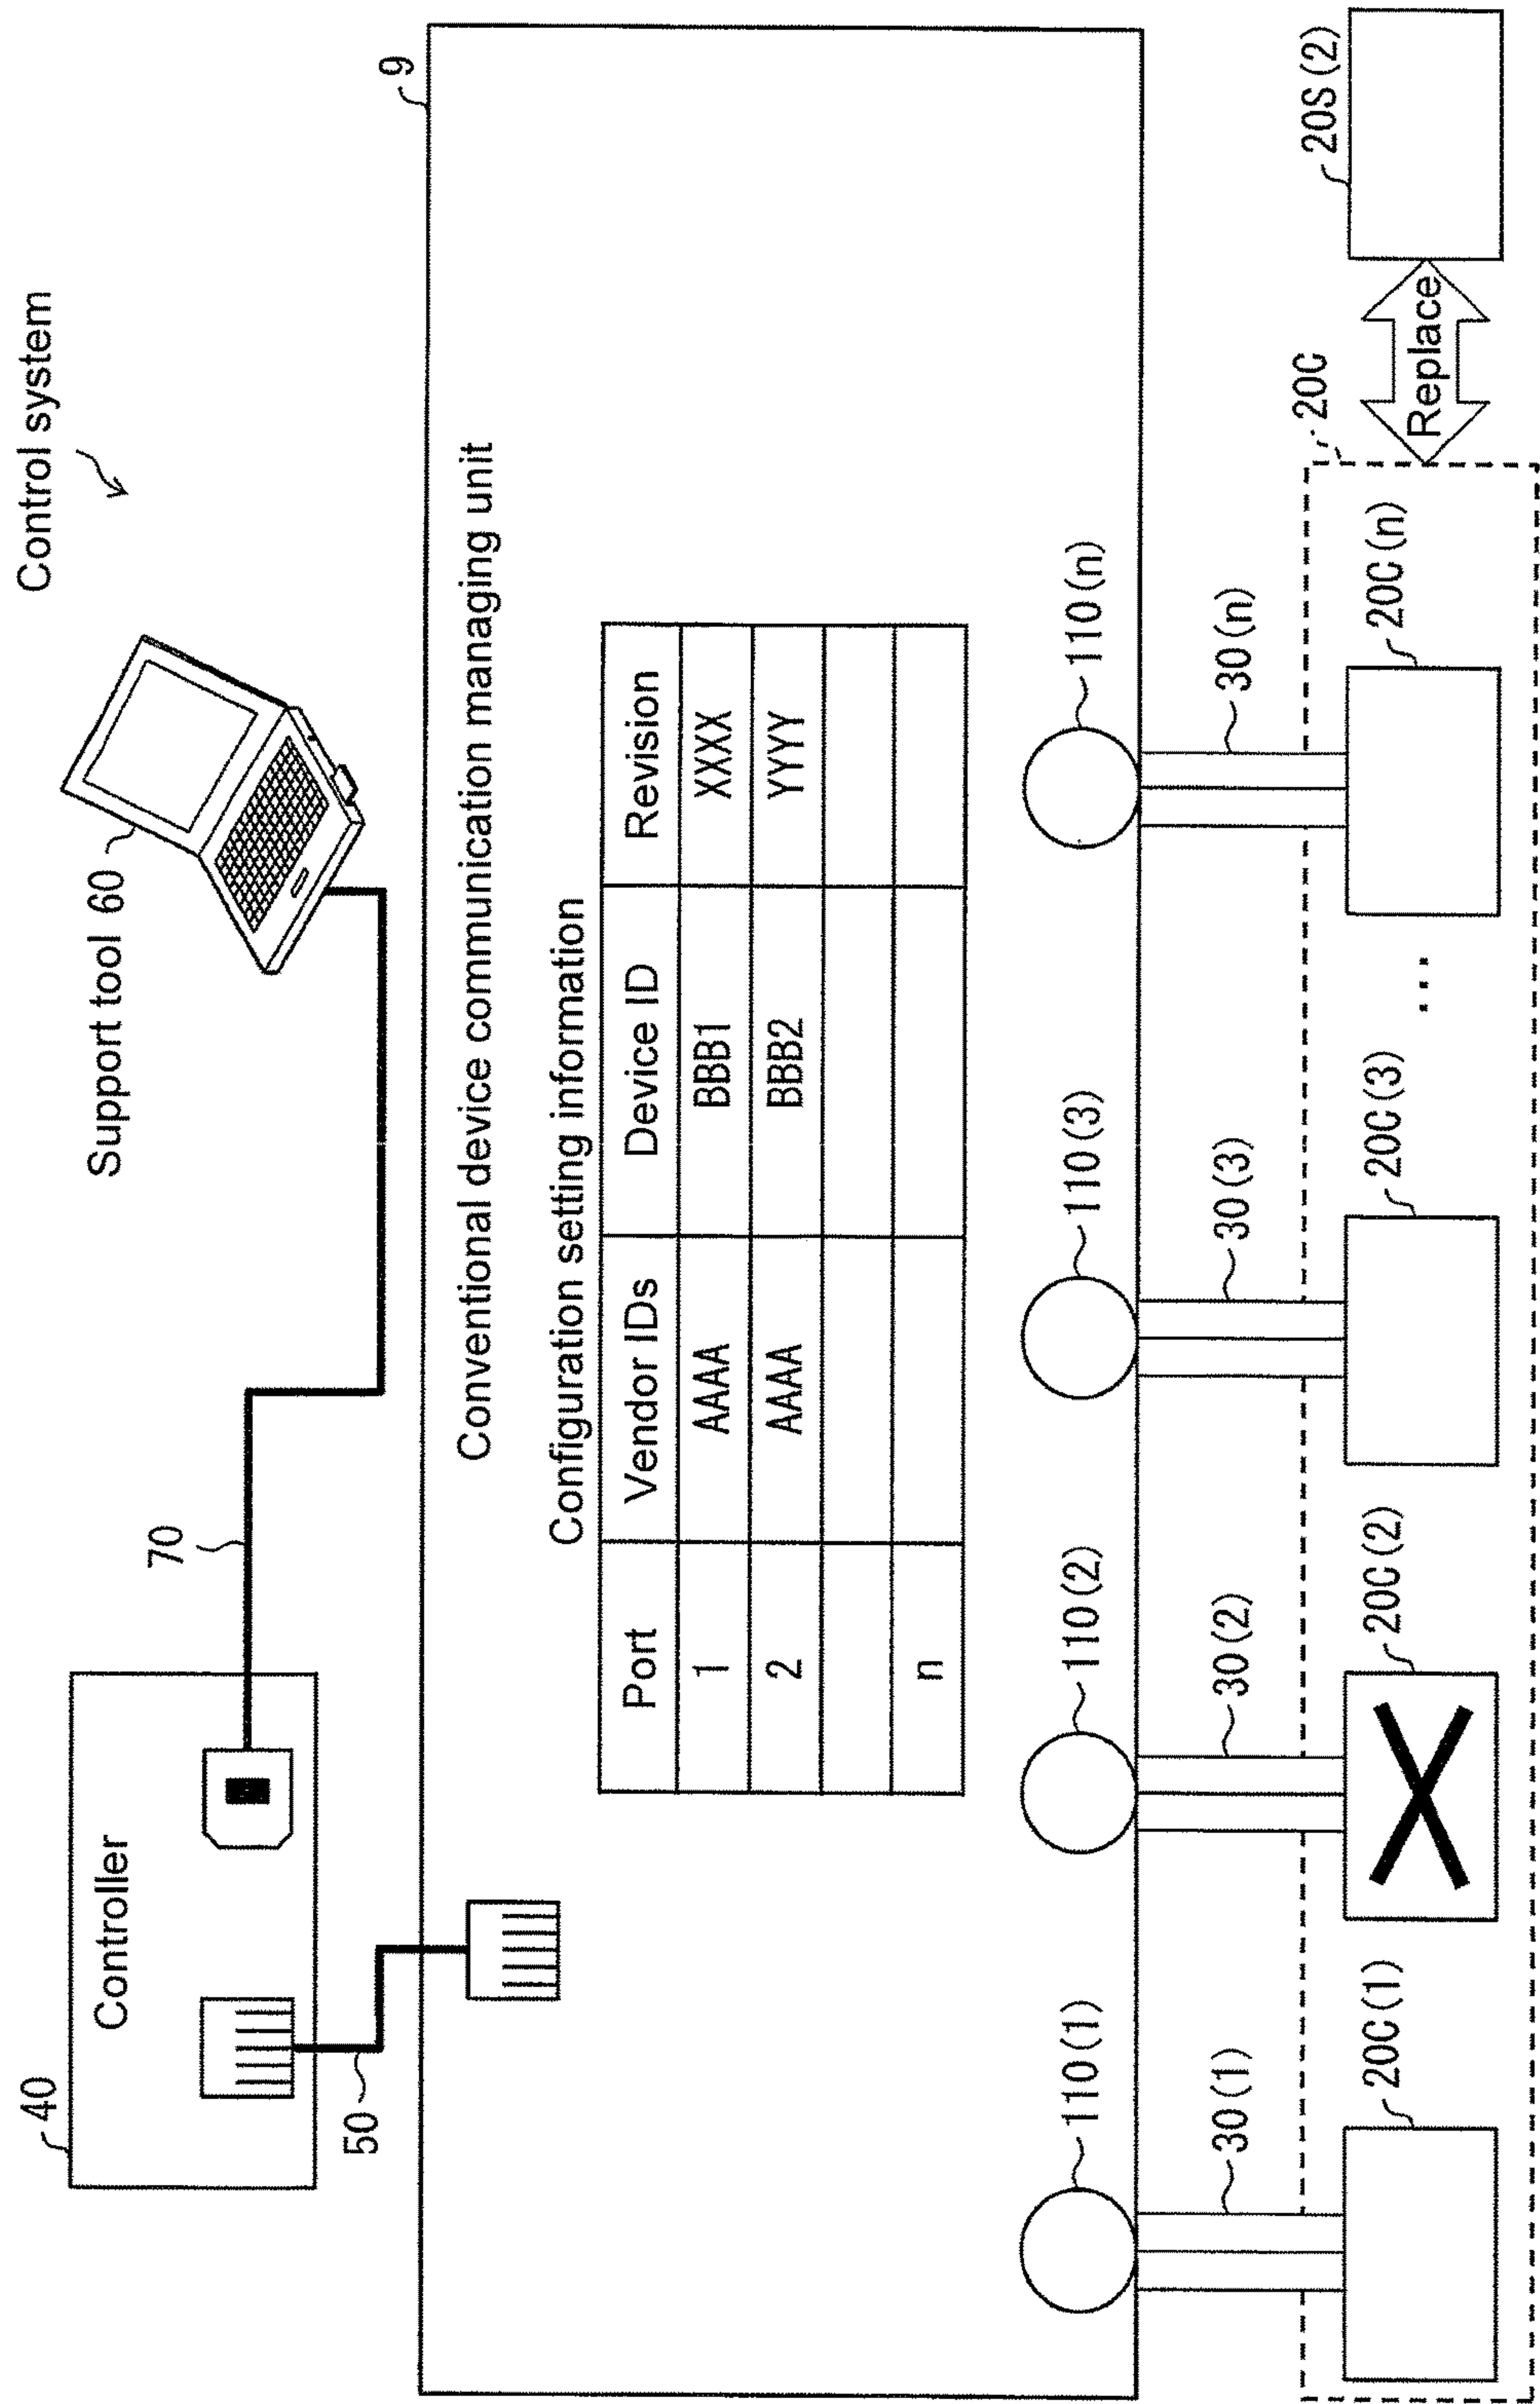 Control system
40
Controller
70
Support tool 60
50
9
Conventional device communication managing unit
Configuration setting information
Port Vendor IDs Device ID Revision
1 AAAA BBB1 XXXX
2 AAAA BBB2 YYYY
n
110(1) 110(2) 110(3) 110(n)
30(1) 30(2) 30(3) 30(n)
20C 20S(2)
20C(1) 20C(2) 20C(3) ... 20C(n)
Replace